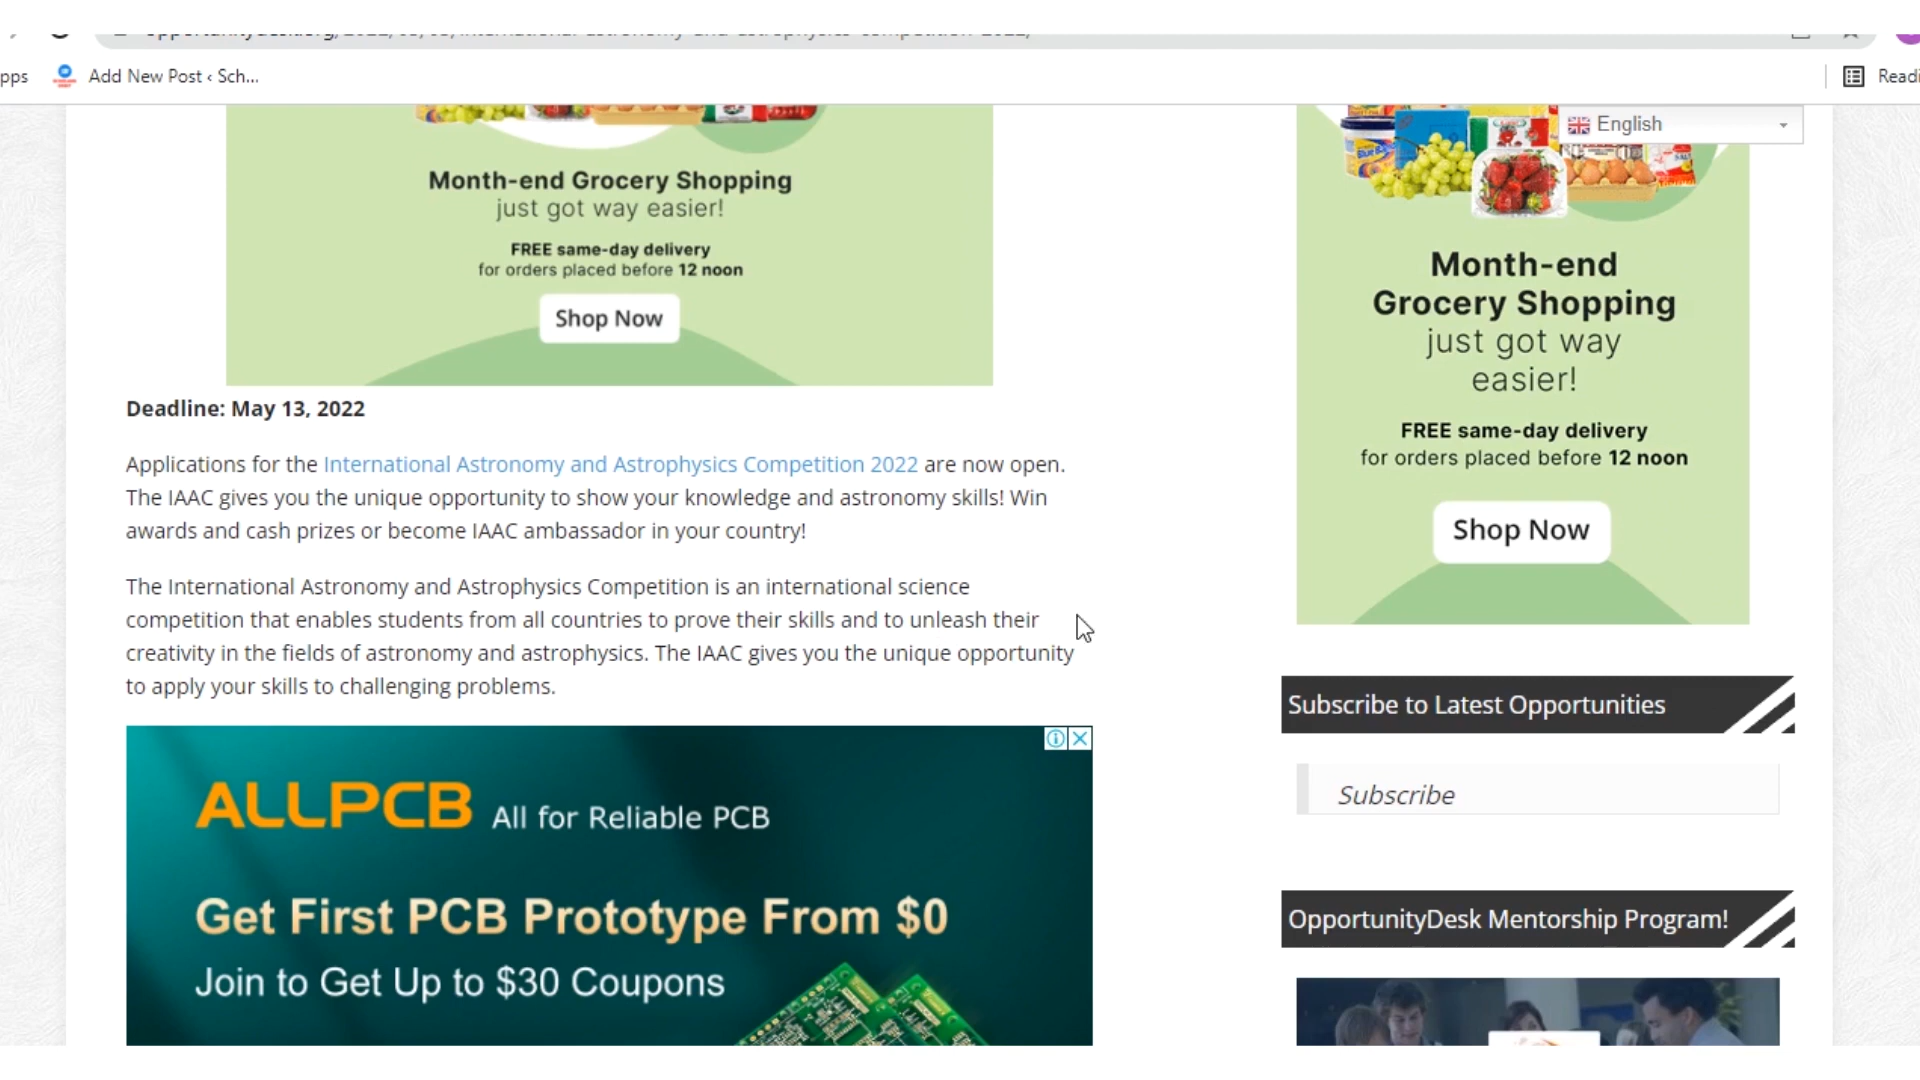 pps
Add New Post ‹ Sch...
Readi
English
Month-end Grocery Shopping
just got way easier!
FREE same-day delivery
for orders placed before 12 noon
Shop Now
Deadline: May 13, 2022
Applications for the International Astronomy and Astrophysics Competition 2022 are now open.
The IAAC gives you the unique opportunity to show your knowledge and astronomy skills! Win
awards and cash prizes or become IAAC ambassador in your country!
The International Astronomy and Astrophysics Competition is an international science
competition that enables students from all countries to prove their skills and to unleash their
creativity in the fields of astronomy and astrophysics. The IAAC gives you the unique opportunity
to apply your skills to challenging problems.
ALLPCB All for Reliable PCB
Get First PCB Prototype From $0
Join to Get Up to $30 Coupons
Month-end
Grocery Shopping
just got way
easier!
FREE same-day delivery
for orders placed before 12 noon
Shop Now
Subscribe to Latest Opportunities
Subscribe
OpportunityDesk Mentorship Program!